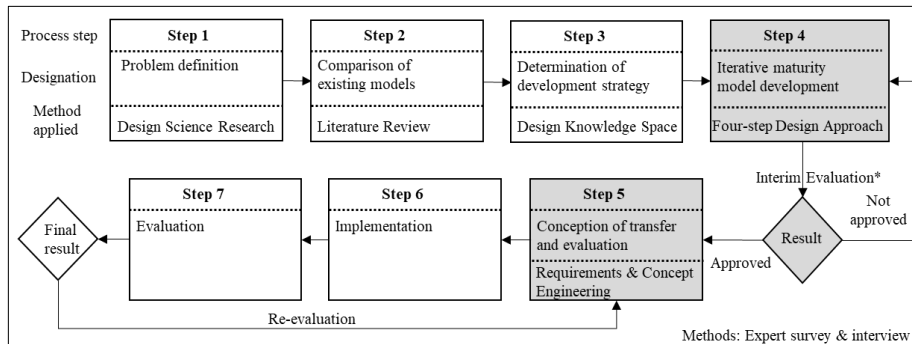 Process step
Step 1
Step 2
Step 3
Step 4
Designation
Problem definition
Comparison of
existing models
Determination of
development strategy
Iterative maturity
model development
Method
applied
Design Science Research
Literature Review
Design Knowledge Space
Four-step Design Approach
Interim Evaluation*
Not
approved
Result
Approved
Step 5
Conception of transfer
and evaluation
Requirements & Concept
Engineering
Step 6
Implementation
Step 7
Evaluation
Final
result
Re-evaluation
Methods: Expert survey & interview